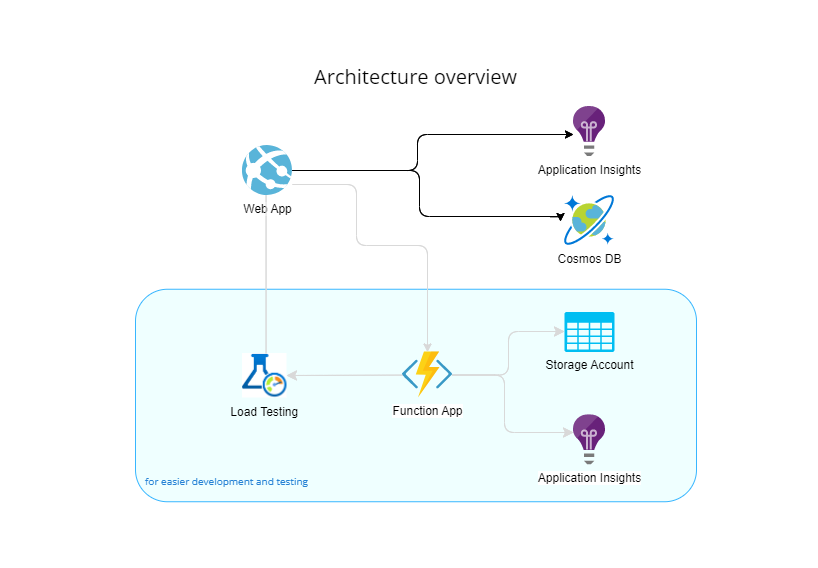 Architecture overview
Application Insights
Web App
Cosmos DB
Storage Account
Load Testing
Function App
Application Insights
for easier development and testing